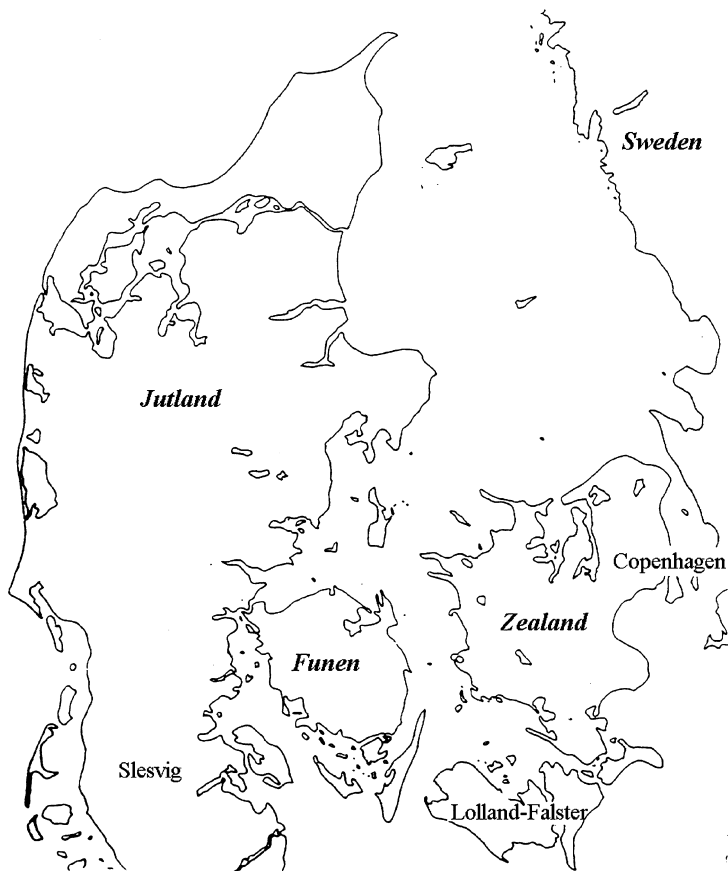 Sweden
Jutland
Copenhagen
Zealand
Funen
Slesvig
Lolland-Falster